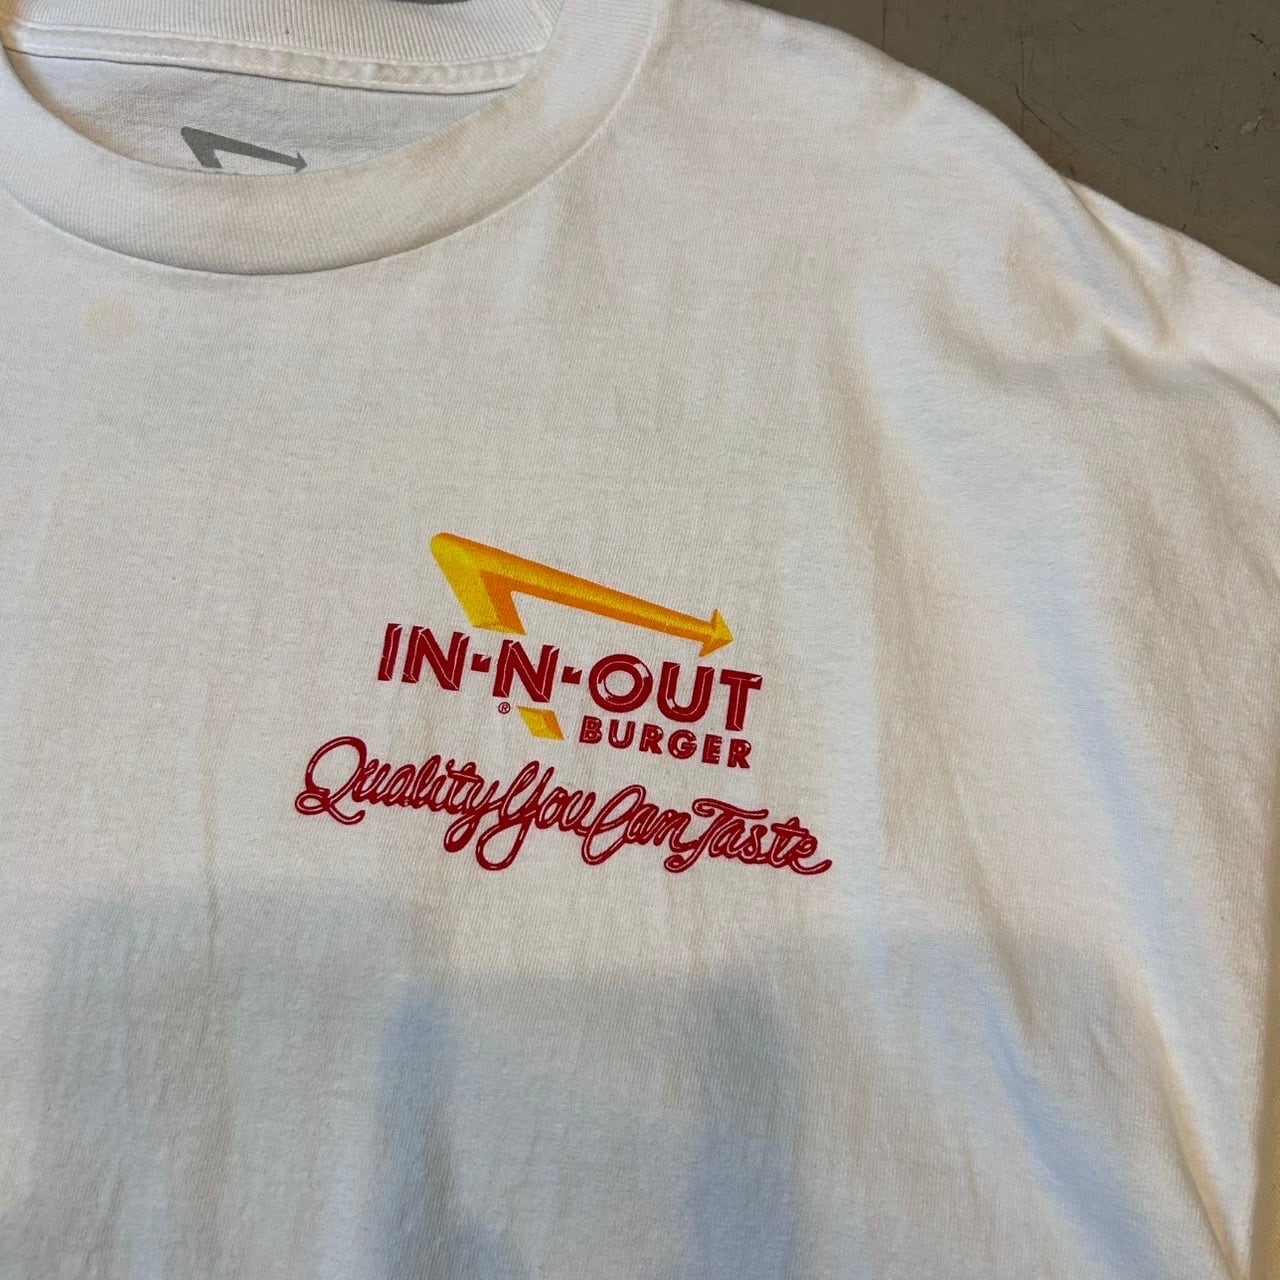 IN-N-OUT
®
BURGER
Quality You Can Taste